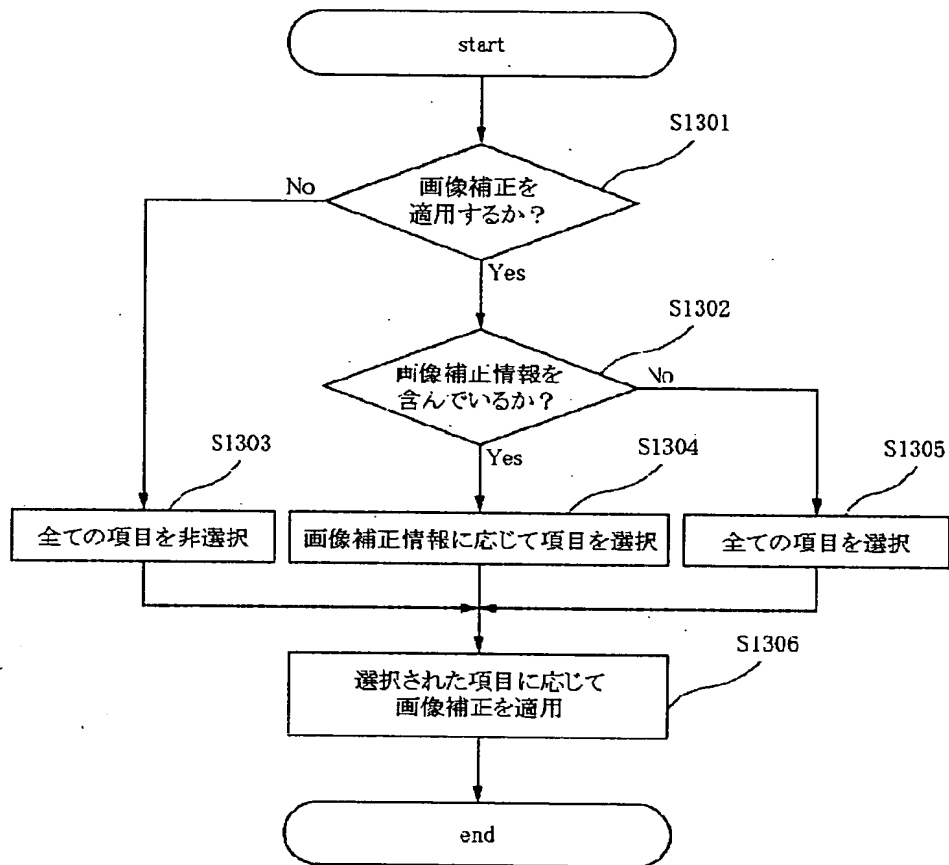 start
S1301
No
画像補正を
適用するか？
Yes
S1302
画像補正情報を
含んでいるか？
No
S1303
Yes
S1304
S1305
全ての項目を非選択
画像補正情報に応じて項目を選択
全ての項目を選択
S1306
選択された項目に応じて
画像補正を適用
end